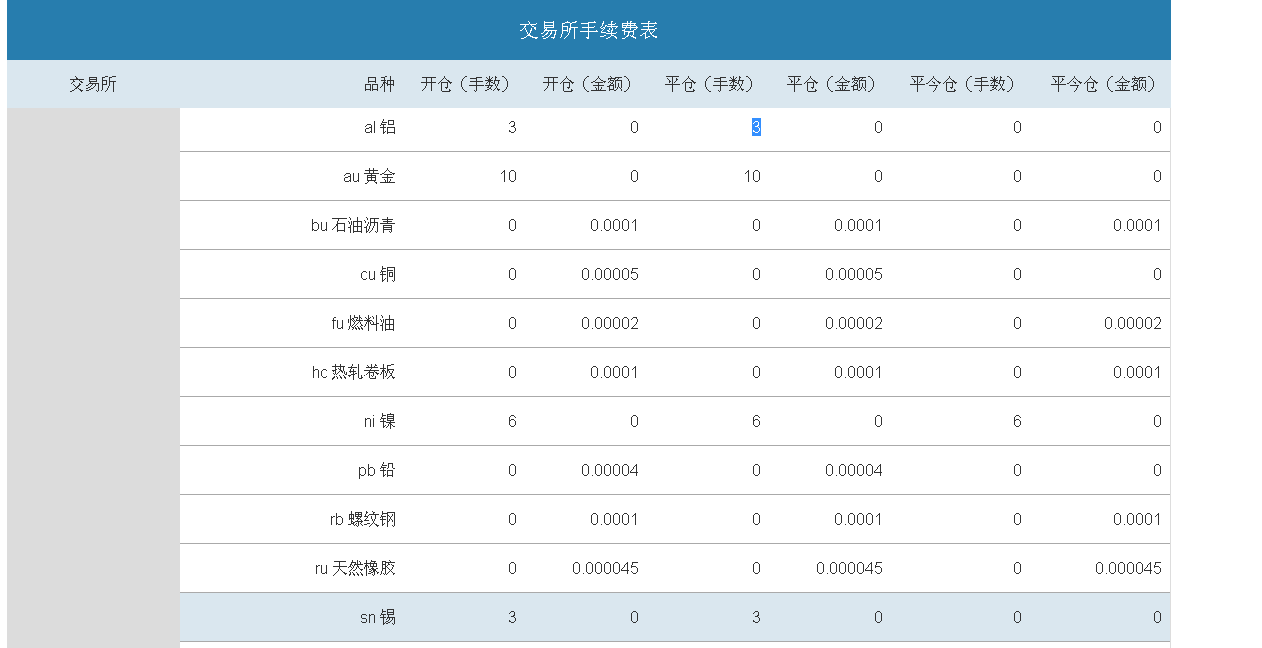 交易所手续费表
交易所 品种 开仓（手数） 开仓（金额） 平仓（手数） 平仓（金额） 平今仓（手数） 平今仓（金额）
al 铝 3 0 3 0 0 0
au 黄金 10 0 10 0 0 0
bu 石油沥青 0 0.0001 0 0.0001 0 0.0001
cu 铜 0 0.00005 0 0.00005 0 0
fu 燃料油 0 0.00002 0 0.00002 0 0.00002
hc 热轧卷板 0 0.0001 0 0.0001 0 0.0001
ni 镍 6 0 6 0 6 0
pb 铅 0 0.00004 0 0.00004 0 0
rb 螺纹钢 0 0.0001 0 0.0001 0 0.0001
ru 天然橡胶 0 0.000045 0 0.000045 0 0.000045
sn 锡 3 0 3 0 0 0